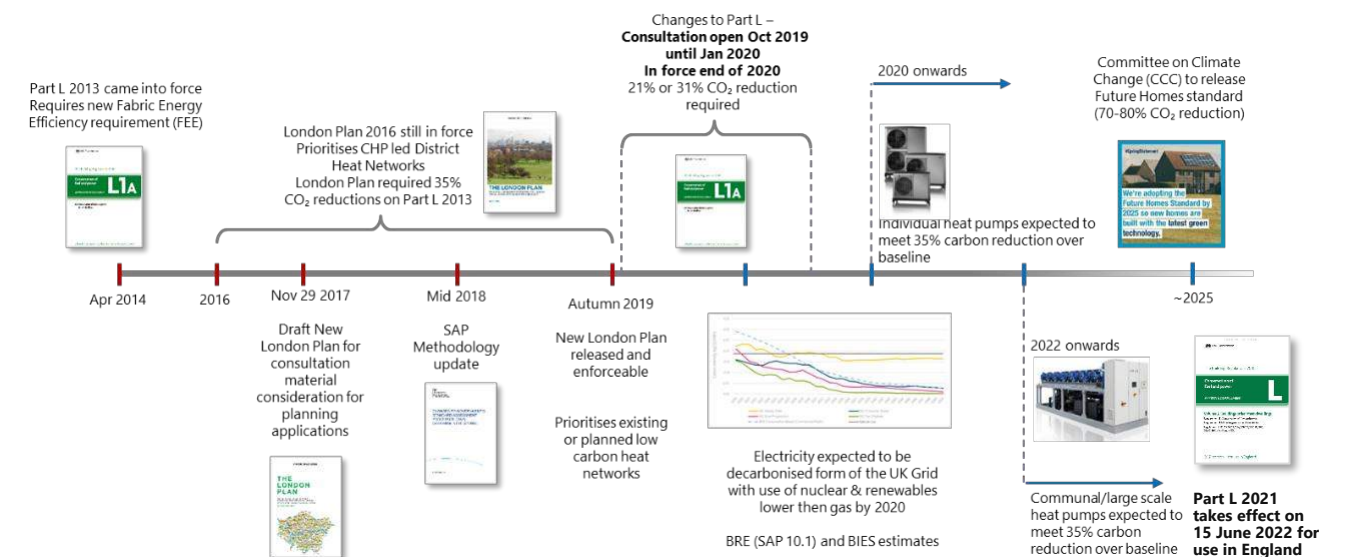 Part L 2013 came into force
Requires new Fabric Energy
Efficiency requirement (FEE)
L1A
London Plan 2016 still in force
Prioritises CHP led District
Heat Networks
London Plan required 35%
CO₂ reductions on Part L 2013
THE LONDON PLAN
Changes to Part L –
Consultation open Oct 2019
until Jan 2020
In force end of 2020
21% or 31% CO₂ reduction
required
L1A
2020 onwards
Individual heat pumps expected to
meet 35% carbon reduction over
baseline
Committee on Climate
Change (CCC) to release
Future Homes standard
(70-80% CO₂ reduction)
We're adopting the
Future Homes Standard by
2025 so new homes are
built with the latest green
technology.
Apr 2014
2016
Nov 29 2017
Mid 2018
Autumn 2019
~2025
Draft New
London Plan for
consultation
material
consideration for
planning
applications
THE
LONDON
PLAN
SAP
Methodology
update
New London Plan
released and
enforceable
Prioritises existing
or planned low
carbon heat
networks
Electricity expected to be
decarbonised form of the UK Grid
with use of nuclear & renewables
lower then gas by 2020
BRE (SAP 10.1) and BIES estimates
2022 onwards
Communal/large scale
heat pumps expected to
meet 35% carbon
reduction over baseline
L
Part L 2021
takes effect on
15 June 2022 for
use in England